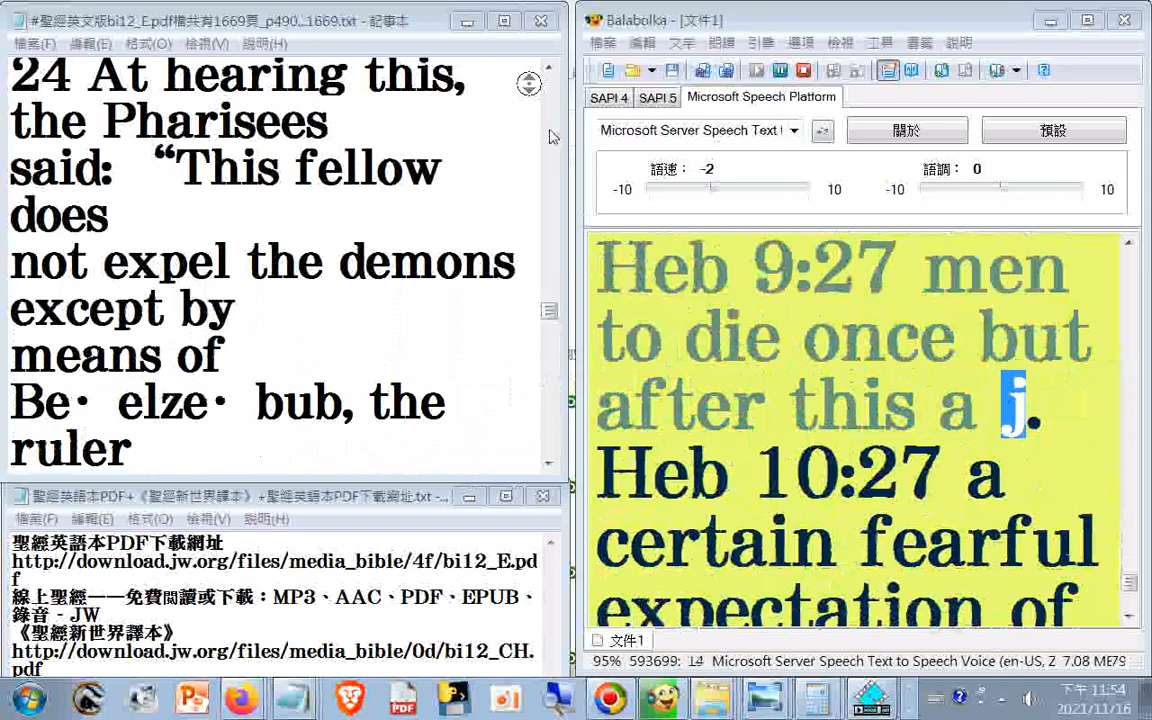 #聖經英文版bi12_E.pdf檔共有1669頁_p490...1669.txt - 記事本
檔案(F) 編輯(E) 格式(O) 檢視(V) 說明(H)
24 At hearing this,
the Pharisees
said: “This fellow
does
not expel the demons
except by
means of
Be· elze· bub, the
ruler
聖經英語本PDF+《聖經新世界譯本》+聖經英語本PDF下載網址.txt -...
檔案(F) 編輯(E) 格式(O) 檢視(V) 說明(H)
聖經英語本PDF下載網址
http://download.jw.org/files/media_bible/4f/bi12_E.pd
f
線上聖經——免費閱讀或下載：MP3、AAC、PDF、EPUB、
錄音 - JW
《聖經新世界譯本》
http://download.jw.org/files/media_bible/0d/bi12_CH.
pdf
Balabolka - [文件1]
檔案 編輯 文字 朗讀 引擎 選項 檢視 工具 書籤 說明
SAPI 4 SAPI 5 Microsoft Speech Platform
Microsoft Server Speech Text 關於 預設
語速： -2 語調： 0
-10 10 -10 10
Heb 9:27 men
to die once but
after this a j.
Heb 10:27 a
certain fearful
expectation of
文件1
95% 593699: 14 Microsoft Server Speech Text to Speech Voice (en-US, Z 7.08 ME79
下午 11:54
2021/11/16